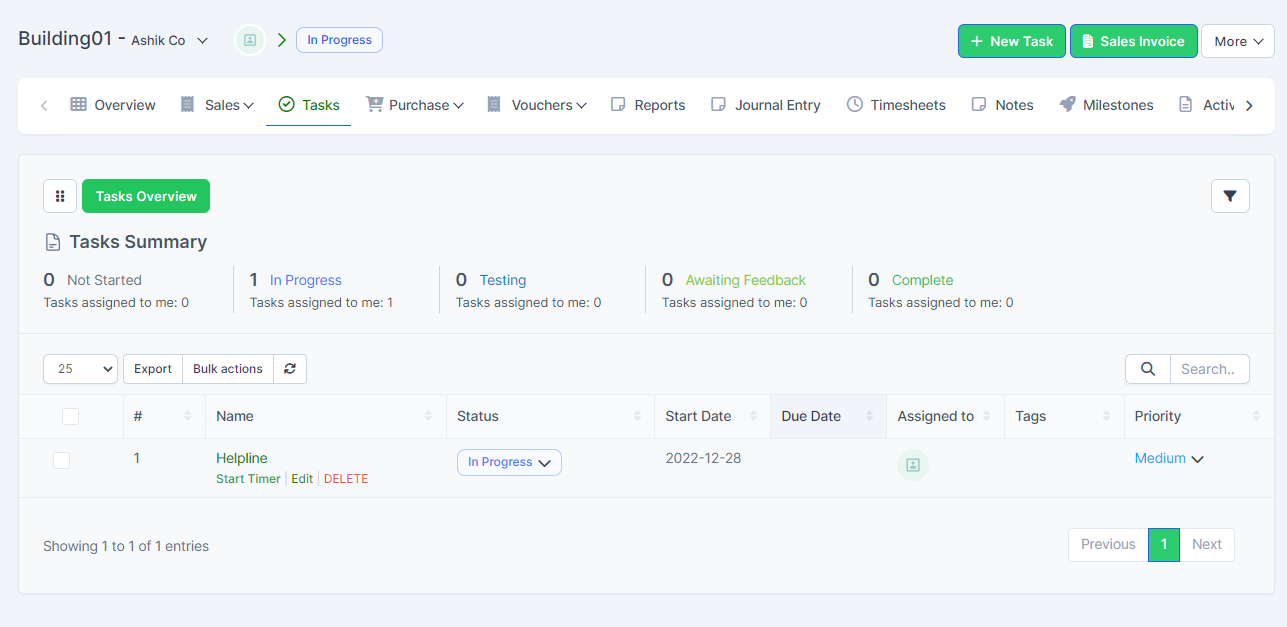 Building01 - Ashik Co In Progress + New Task Sales Invoice More
Overview Sales Tasks Purchase Vouchers Reports Journal Entry Timesheets Notes Milestones Activ
Tasks Overview
Tasks Summary
0 Not Started 1 In Progress 0 Testing 0 Awaiting Feedback 0 Complete
Tasks assigned to me: 0 Tasks assigned to me: 1 Tasks assigned to me: 0 Tasks assigned to me: 0 Tasks assigned to me: 0
25 Export Bulk actions Search..
# Name Status Start Date Due Date Assigned to Tags Priority
1 Helpline In Progress 2022-12-28 Medium
Start Timer | Edit | DELETE
Showing 1 to 1 of 1 entries Previous 1 Next